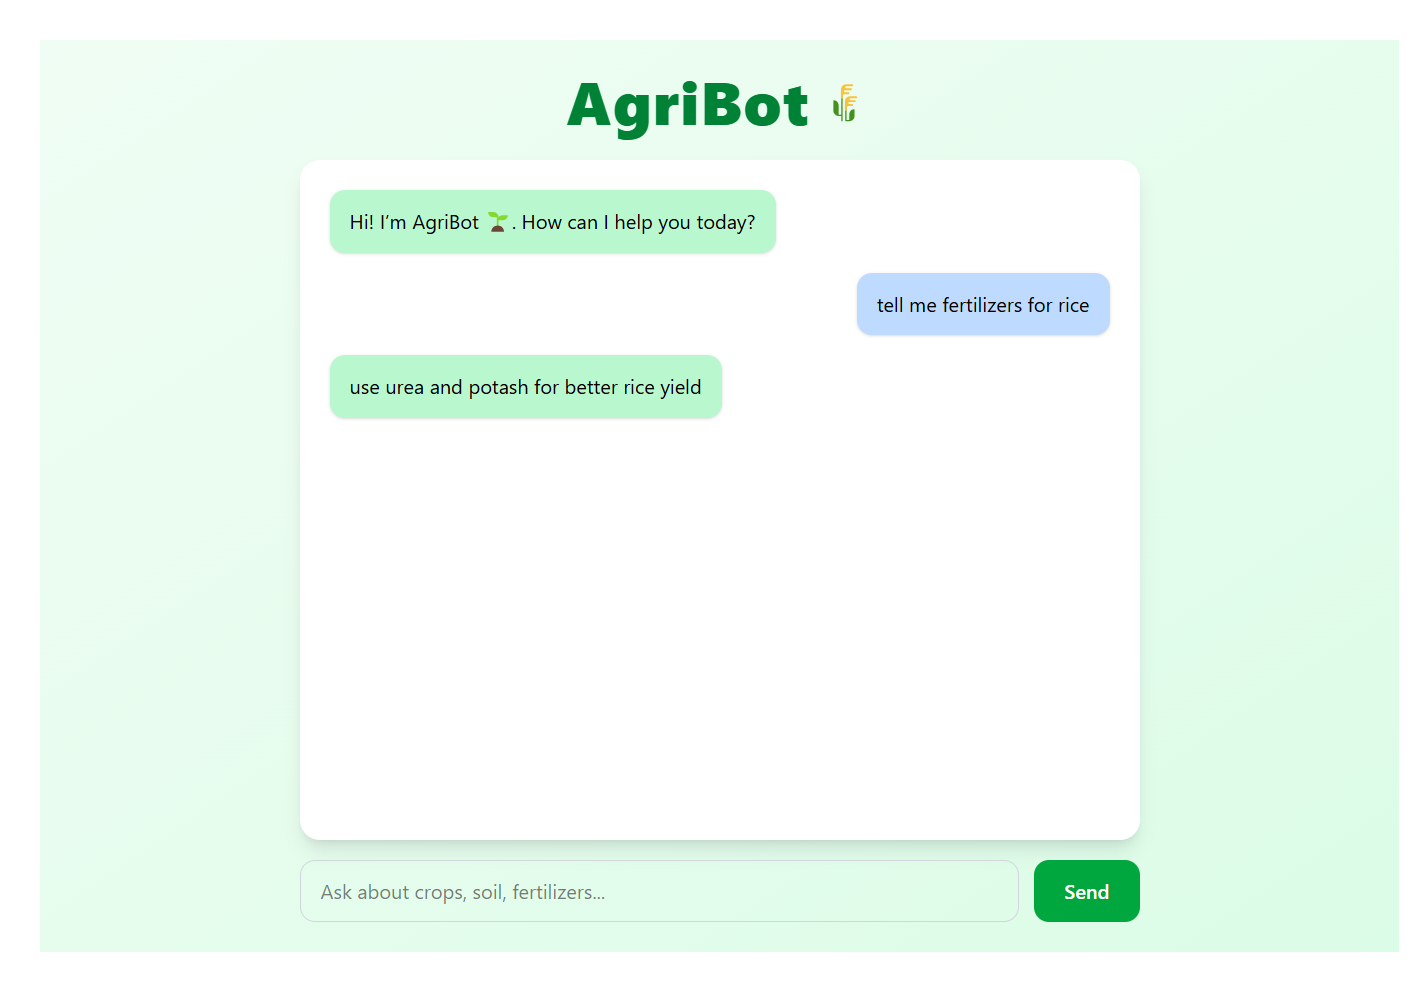 AgriBot 🌾
Hi! I’m AgriBot 🌱. How can I help you today?
tell me fertilizers for rice
use urea and potash for better rice yield
Ask about crops, soil, fertilizers...
Send